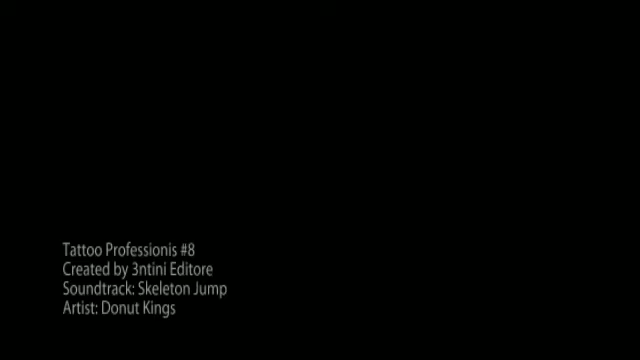 Tattoo Professionis #8
Created by 3ntini Editore
Soundtrack: Skeleton Jump
Artist: Donut Kings